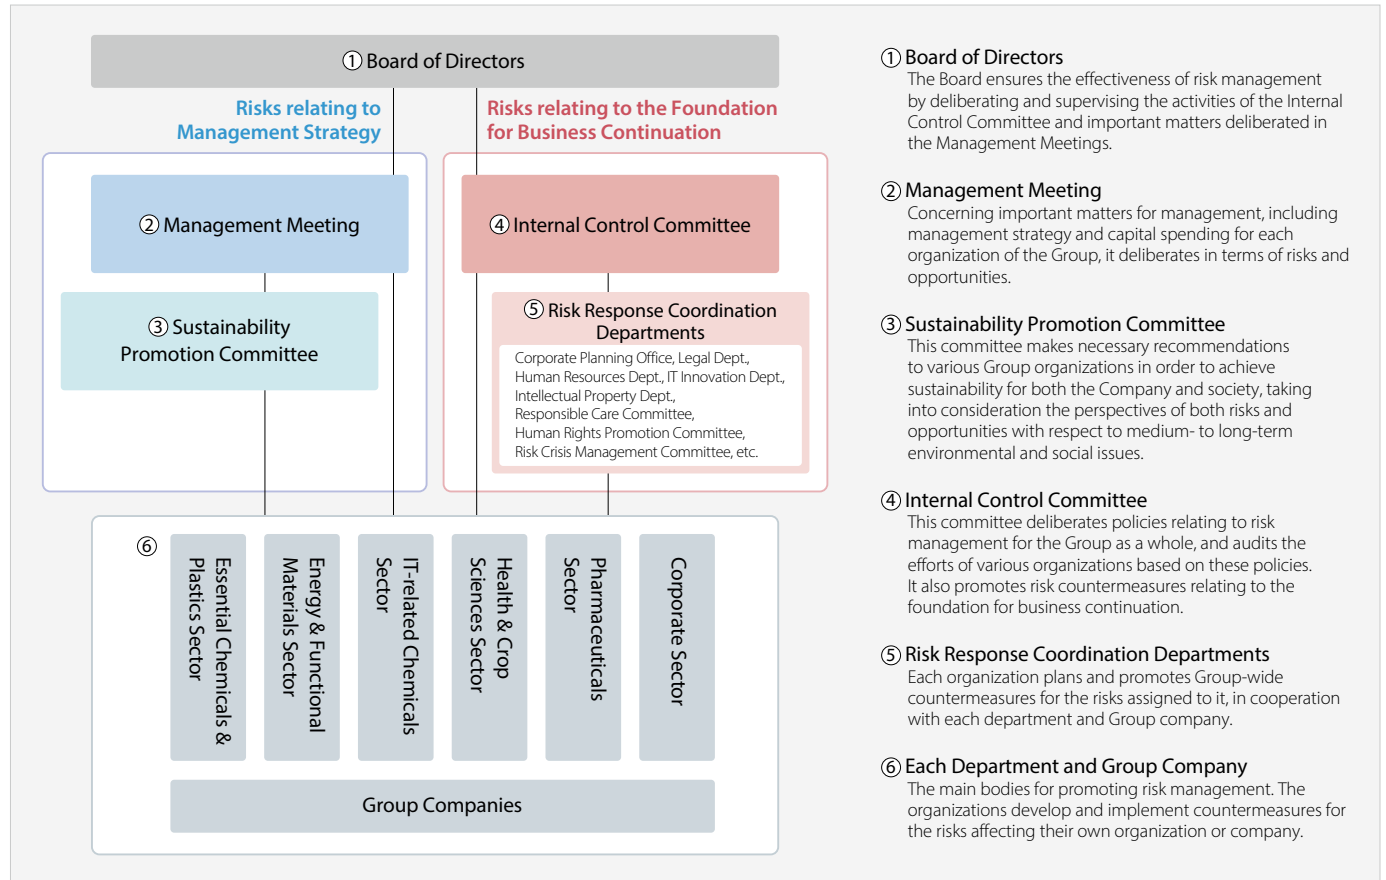 ① Board of Directors
Risks relating to
Management Strategy
Risks relating to the Foundation
for Business Continuation
② Management Meeting
③ Sustainability
Promotion Committee
④ Internal Control Committee
⑤ Risk Response Coordination
Departments
Corporate Planning Office, Legal Dept.,
Human Resources Dept., IT Innovation Dept.,
Intellectual Property Dept.,
Responsible Care Committee,
Human Rights Promotion Committee,
Risk Crisis Management Committee, etc.
⑥
Essential Chemicals &
Plastics Sector
Energy & Functional
Materials Sector
IT-related Chemicals
Sector
Health & Crop
Sciences Sector
Pharmaceuticals
Sector
Corporate Sector
Group Companies
① Board of Directors
The Board ensures the effectiveness of risk management
by deliberating and supervising the activities of the Internal
Control Committee and important matters deliberated in
the Management Meetings.
② Management Meeting
Concerning important matters for management, including
management strategy and capital spending for each
organization of the Group, it deliberates in terms of risks and
opportunities.
③ Sustainability Promotion Committee
This committee makes necessary recommendations
to various Group organizations in order to achieve
sustainability for both the Company and society, taking
into consideration the perspectives of both risks and
opportunities with respect to medium- to long-term
environmental and social issues.
④ Internal Control Committee
This committee deliberates policies relating to risk
management for the Group as a whole, and audits the
efforts of various organizations based on these policies.
It also promotes risk countermeasures relating to the
foundation for business continuation.
⑤ Risk Response Coordination Departments
Each organization plans and promotes Group-wide
countermeasures for the risks assigned to it, in cooperation
with each department and Group company.
⑥ Each Department and Group Company
The main bodies for promoting risk management. The
organizations develop and implement countermeasures for
the risks affecting their own organization or company.